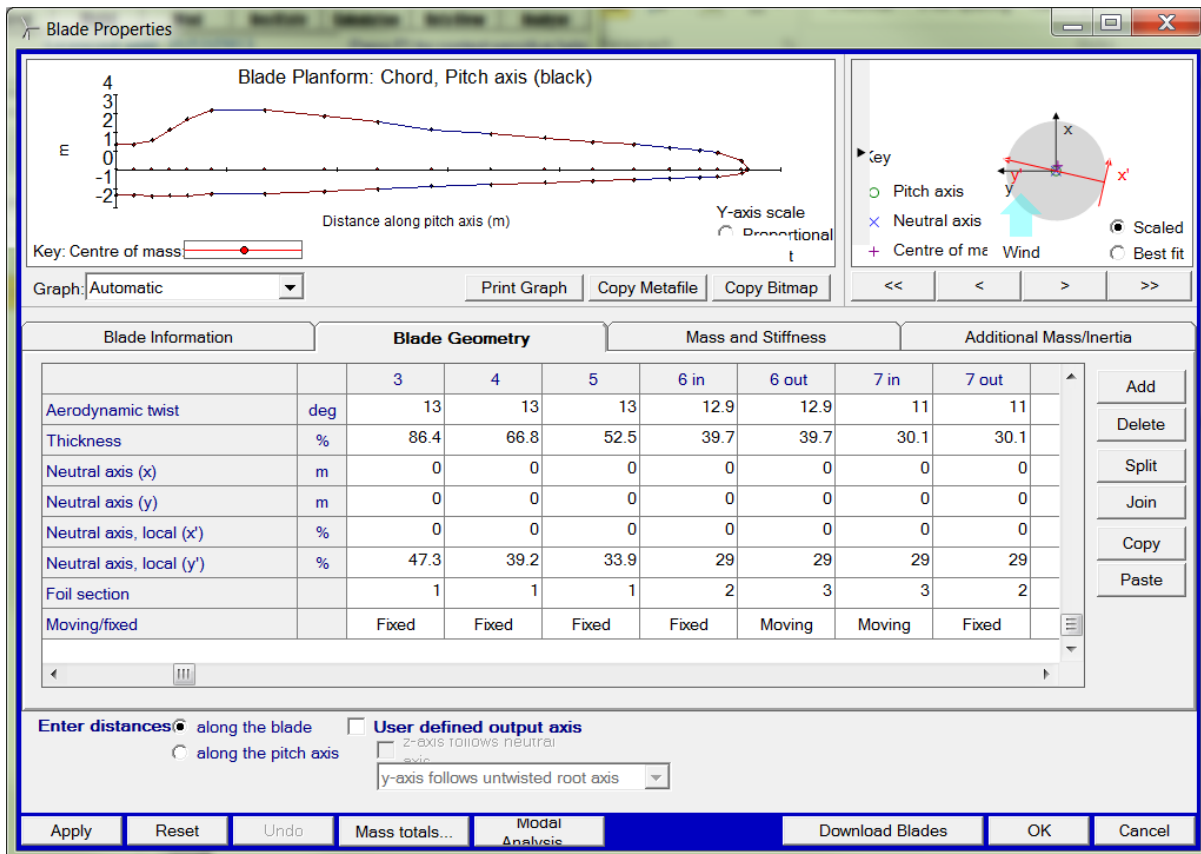 Blade Properties
X
Blade Planform: Chord, Pitch axis (black)
4
3
2
1
0
-1
-2
m
Distance along pitch axis (m)
Y-axis scale
Proportional
t
Key: Centre of mass
Key
x
y'
y
x'
Pitch axis
Neutral axis
Centre of ma
Wind
Scaled
Best fit
Graph: Automatic
Print Graph
Copy Metafile
Copy Bitmap
<< < > >>
Blade Information
Blade Geometry
Mass and Stiffness
Additional Mass/Inertia
3 4 5 6 in 6 out 7 in 7 out
Aerodynamic twist deg 13 13 13 12.9 12.9 11 11
Thickness % 86.4 66.8 52.5 39.7 39.7 30.1 30.1
Neutral axis (x) m 0 0 0 0 0 0 0
Neutral axis (y) m 0 0 0 0 0 0 0
Neutral axis, local (x') % 0 0 0 0 0 0 0
Neutral axis, local (y') % 47.3 39.2 33.9 29 29 29 29
Foil section 1 1 1 2 3 3 2
Moving/fixed Fixed Fixed Fixed Fixed Moving Moving Fixed
Add
Delete
Split
Join
Copy
Paste
Enter distances along the blade
along the pitch axis
User defined output axis
z-axis follows neutral
axis
y-axis follows untwisted root axis
Apply
Reset
Undo
Mass totals...
Modal
Analysis
Download Blades
OK
Cancel